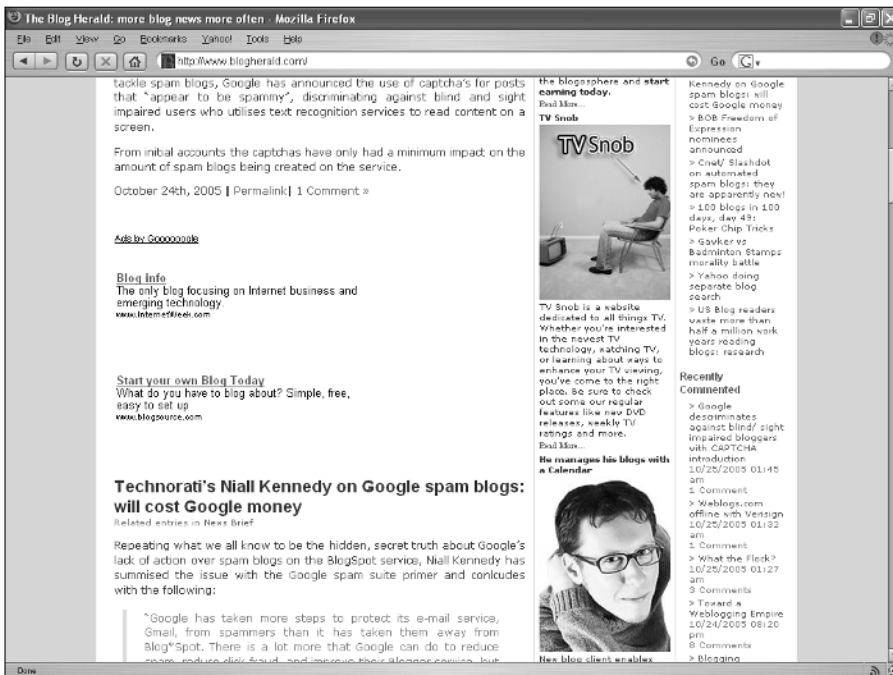 The Blog Herald: more blog news more often - Mozilla Firefox
File Edit View Go Bookmarks Yahoo! Tools Help
http://www.blogherald.com/
Go
G
tackle spam blogs, Google has announced the use of captcha's for posts
that "appear to be spammy", discriminating against blind and sight
impaired users who utilises text recognition services to read content on a
screen.
From initial accounts the captchas have only had a minimum impact on the
amount of spam blogs being created on the service.
October 24th, 2005 | Permalink| 1 Comment »
Ads by Goooooogle
Blog info
The only blog focusing on Internet business and
emerging technology.
www.InternetWeek.com
Start your own Blog Today
What do you have to blog about? Simple, free,
easy to set up
www.blogsource.com
Technorati's Niall Kennedy on Google spam blogs:
will cost Google money
Related entries in News Brief
Repeating what we all know to be the hidden, secret truth about Google's
lack of action over spam blogs on the BlogSpot service, Niall Kennedy has
summised the issue with the Google spam suite primer and conlcudes
with the following:
"Google has taken more steps to protect its e-mail service,
Gmail, from spammers than it has taken them away from
Blog*Spot. There is a lot more that Google can do to reduce
spam, reduce click fraud, and improve their Blogger service, but
the blogosphere and start
earning today.
Read More...
TV Snob
TV Snob
TV Snob is a website
dedicated to all things TV.
Whether you're interested
in the newest TV
technology, watching TV,
or learning about ways to
enhance your TV viewing,
you've come to the right
place. Be sure to check
out some our regular
features like new DVD
releases, weekly TV
ratings and more.
Read More...
He manages his blogs with
a Calendar
New blog client enables
Kennedy on Google
spam blogs: will
cost Google money
> BOB Freedom of
Expression
nominees
announced
> Cnet/ Slashdot
on automated
spam blogs: they
are apparently new!
> 100 blogs in 100
days, day 49:
Poker Chip Tricks
> Gawker vs
Badminton Stamps
morality battle
> Yahoo doing
separate blog
search
> US Blog readers
waste more than
half a million work
years reading
blogs: research
Recently
Commented
> Google
descriminates
against blind/ sight
impaired bloggers
with CAPTCHA
introduction
10/25/2005 01:45
am
1 Comment
> Weblogs.com
offline with Verisign
10/25/2005 01:32
am
1 Comment
> What the Flock?
10/25/2005 01:27
am
3 Comments
> Toward a
Weblogging Empire
10/24/2005 08:20
pm
8 Comments
> Blogging
Done